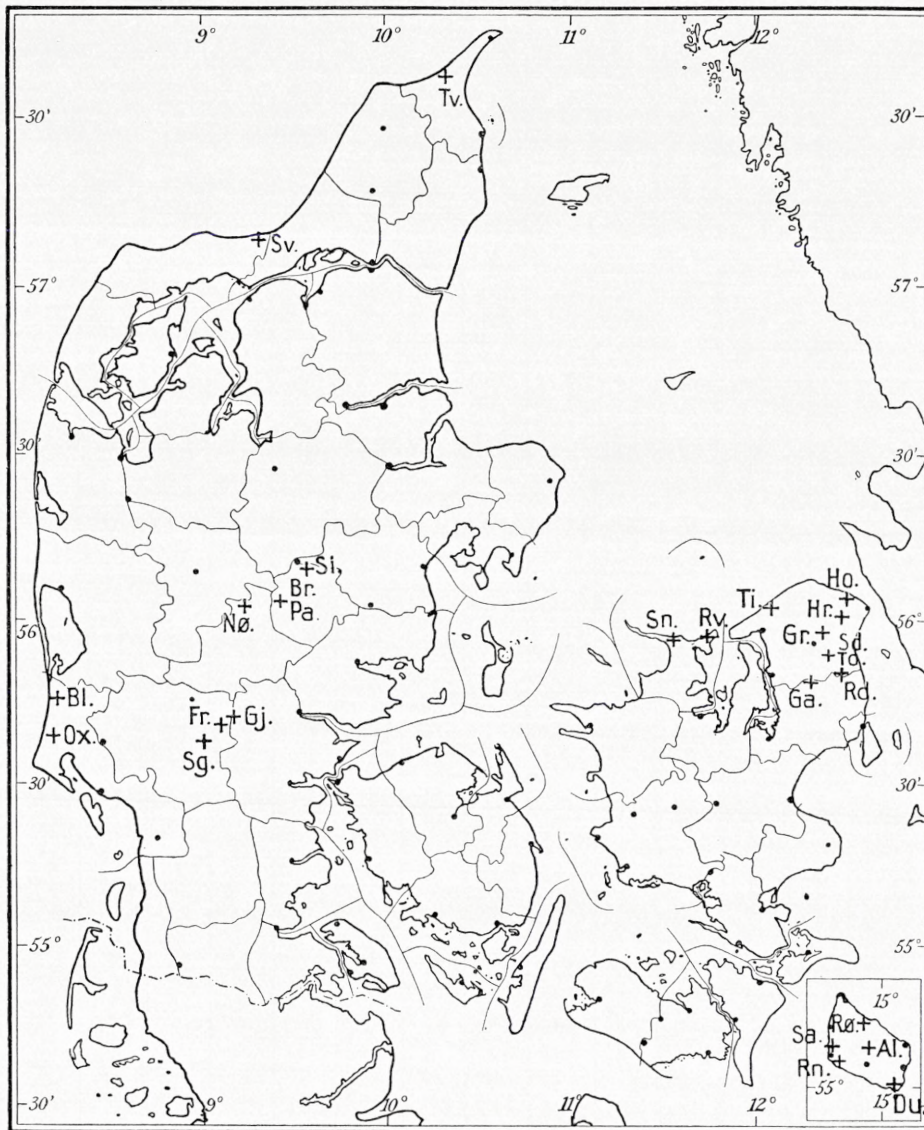 9° 10° 11° 12°
Tv.
30' 30'
Sv.
57° 57°
30' 30'
Si.
Br.
Pa.
Nø.
Ho.
Ti. Hr.
56° Sn. Rv. Gr. 56°
Sd.
To.
Ga. Rd.
Bl.
Fr. Gj.
Ox.
Sg.
30' 30'
55° 55°
15°
Rø.
Sa. Al.
Rn.
55° 15°
Du
30' 9° 10° 11° 12°